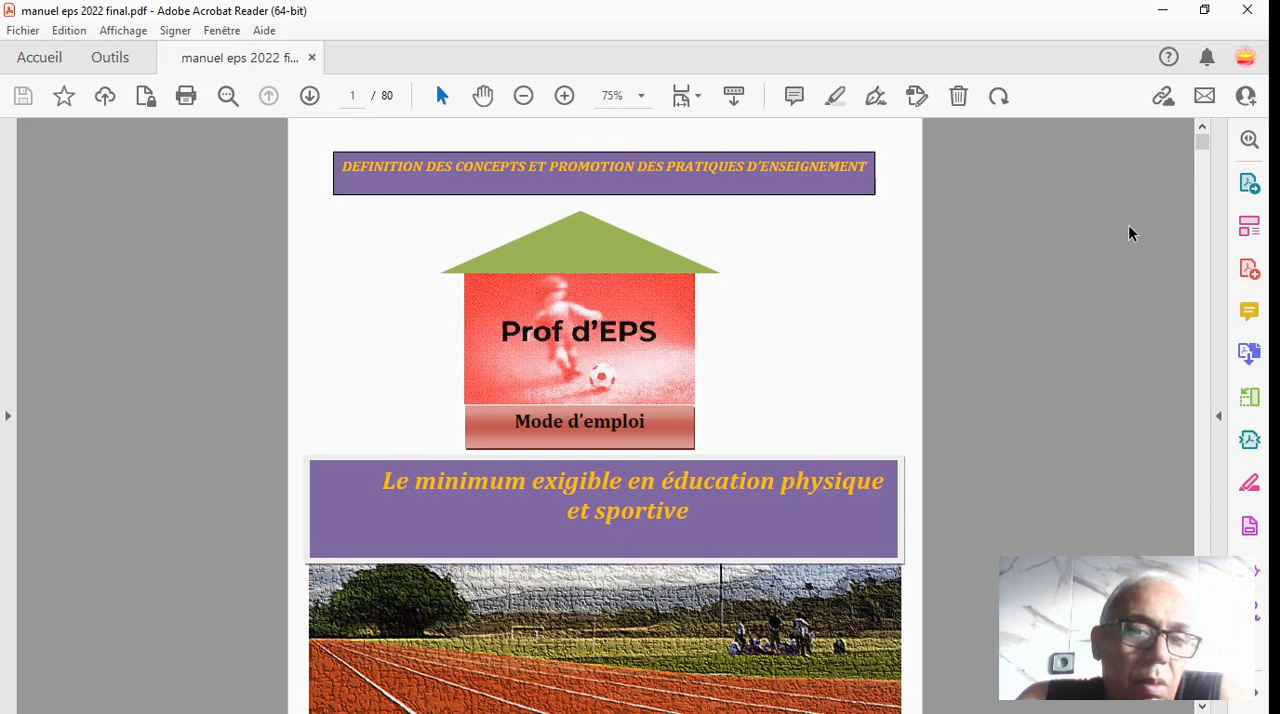 manuel eps 2022 final.pdf - Adobe Acrobat Reader (64-bit)
Fichier Edition Affichage Signer Fenêtre Aide
Accueil Outils manuel eps 2022 fi...
1 / 80 75%
DEFINITION DES CONCEPTS ET PROMOTION DES PRATIQUES D'ENSEIGNEMENT
Prof d'EPS
Mode d'emploi
Le minimum exigible en éducation physique
et sportive